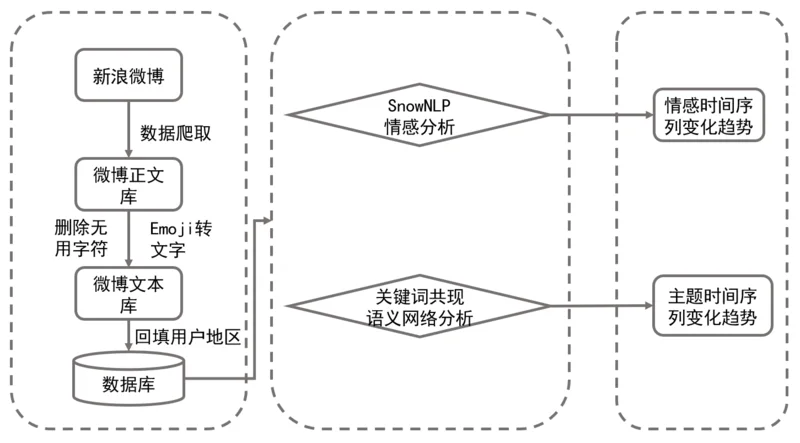 新浪微博
数据爬取
微博正文
库
删除无
用字符
Emoji转
文字
微博文本
库
回填用户地区
数据库
SnowNLP
情感分析
关键词共现
语义网络分析
情感时间序
列变化趋势
主题时间序
列变化趋势